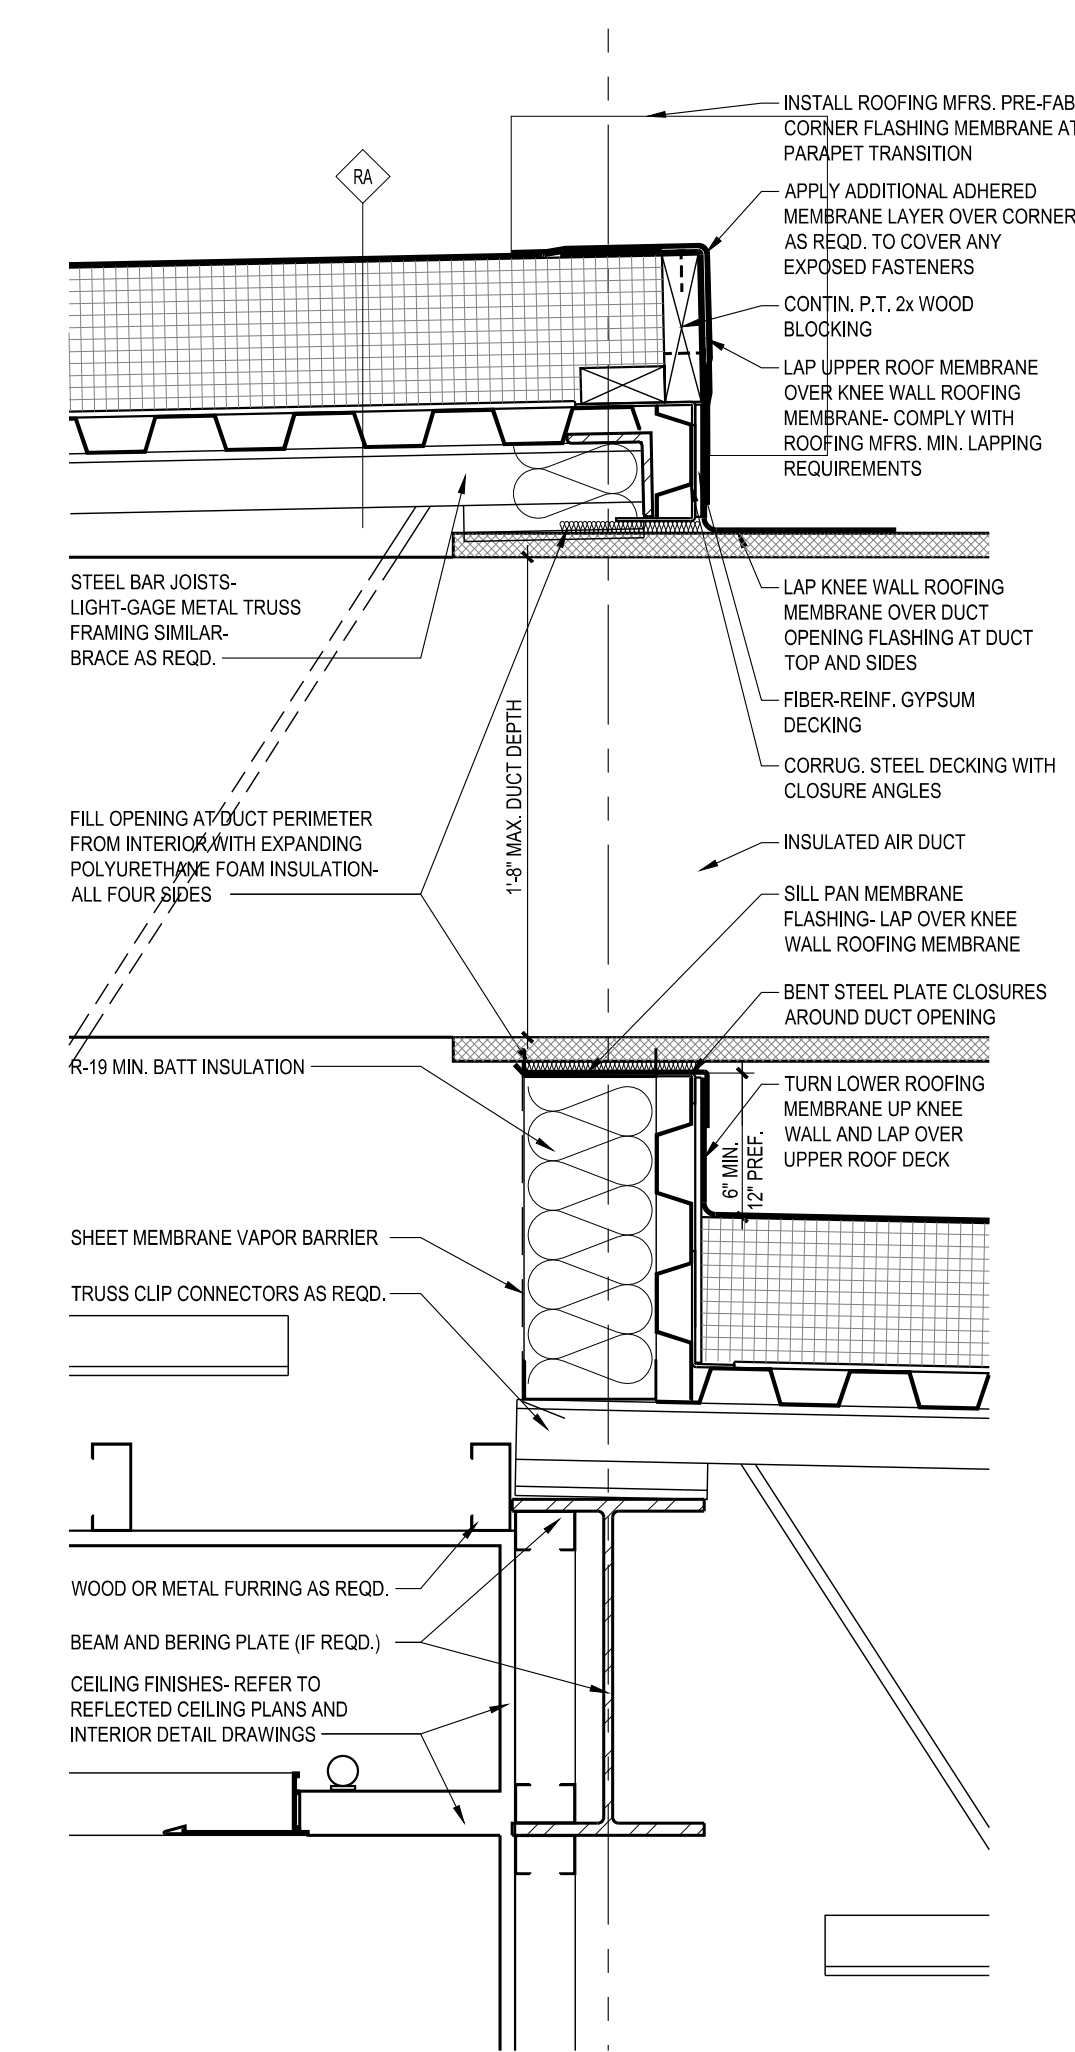 INSTALL ROOFING MFRS. PRE-FAB
CORNER FLASHING MEMBRANE AT
PARAPET TRANSITION
RA
APPLY ADDITIONAL ADHERED
MEMBRANE LAYER OVER CORNER
AS REQD. TO COVER ANY
EXPOSED FASTENERS
CONTIN. P.T. 2x WOOD
BLOCKING
LAP UPPER ROOF MEMBRANE
OVER KNEE WALL ROOFING
MEMBRANE- COMPLY WITH
ROOFING MFRS. MIN. LAPPING
REQUIREMENTS
STEEL BAR JOISTS-
LIGHT-GAGE METAL TRUSS
FRAMING SIMILAR-
BRACE AS REQD.
LAP KNEE WALL ROOFING
MEMBRANE OVER DUCT
OPENING FLASHING AT DUCT
TOP AND SIDES
FIBER-REINF. GYPSUM
DECKING
CORRUG. STEEL DECKING WITH
CLOSURE ANGLES
1'-8" MAX. DUCT DEPTH
FILL OPENING AT DUCT PERIMETER
FROM INTERIOR WITH EXPANDING
POLYURETHANE FOAM INSULATION-
ALL FOUR SIDES
INSULATED AIR DUCT
SILL PAN MEMBRANE
FLASHING- LAP OVER KNEE
WALL ROOFING MEMBRANE
BENT STEEL PLATE CLOSURES
AROUND DUCT OPENING
R-19 MIN. BATT INSULATION
TURN LOWER ROOFING
MEMBRANE UP KNEE
WALL AND LAP OVER
UPPER ROOF DECK
6" MIN.
12" PREF.
SHEET MEMBRANE VAPOR BARRIER
TRUSS CLIP CONNECTORS AS REQD.
WOOD OR METAL FURRING AS REQD.
BEAM AND BERING PLATE (IF REQD.)
CEILING FINISHES- REFER TO
REFLECTED CEILING PLANS AND
INTERIOR DETAIL DRAWINGS